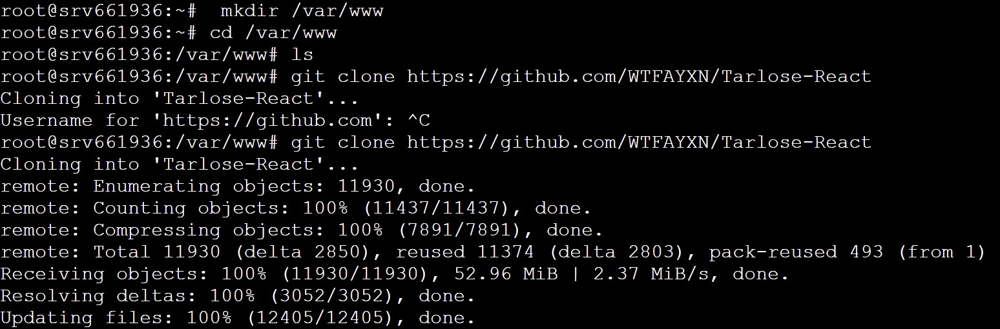 root@srv661936:~#  mkdir /var/www
root@srv661936:~# cd /var/www
root@srv661936:/var/www# ls
root@srv661936:/var/www# git clone https://github.com/WTFAYXN/Tarlose-React
Cloning into 'Tarlose-React'...
Username for 'https://github.com': ^C
root@srv661936:/var/www# git clone https://github.com/WTFAYXN/Tarlose-React
Cloning into 'Tarlose-React'...
remote: Enumerating objects: 11930, done.
remote: Counting objects: 100% (11437/11437), done.
remote: Compressing objects: 100% (7891/7891), done.
remote: Total 11930 (delta 2850), reused 11374 (delta 2803), pack-reused 493 (from 1)
Receiving objects: 100% (11930/11930), 52.96 MiB | 2.37 MiB/s, done.
Resolving deltas: 100% (3052/3052), done.
Updating files: 100% (12405/12405), done.